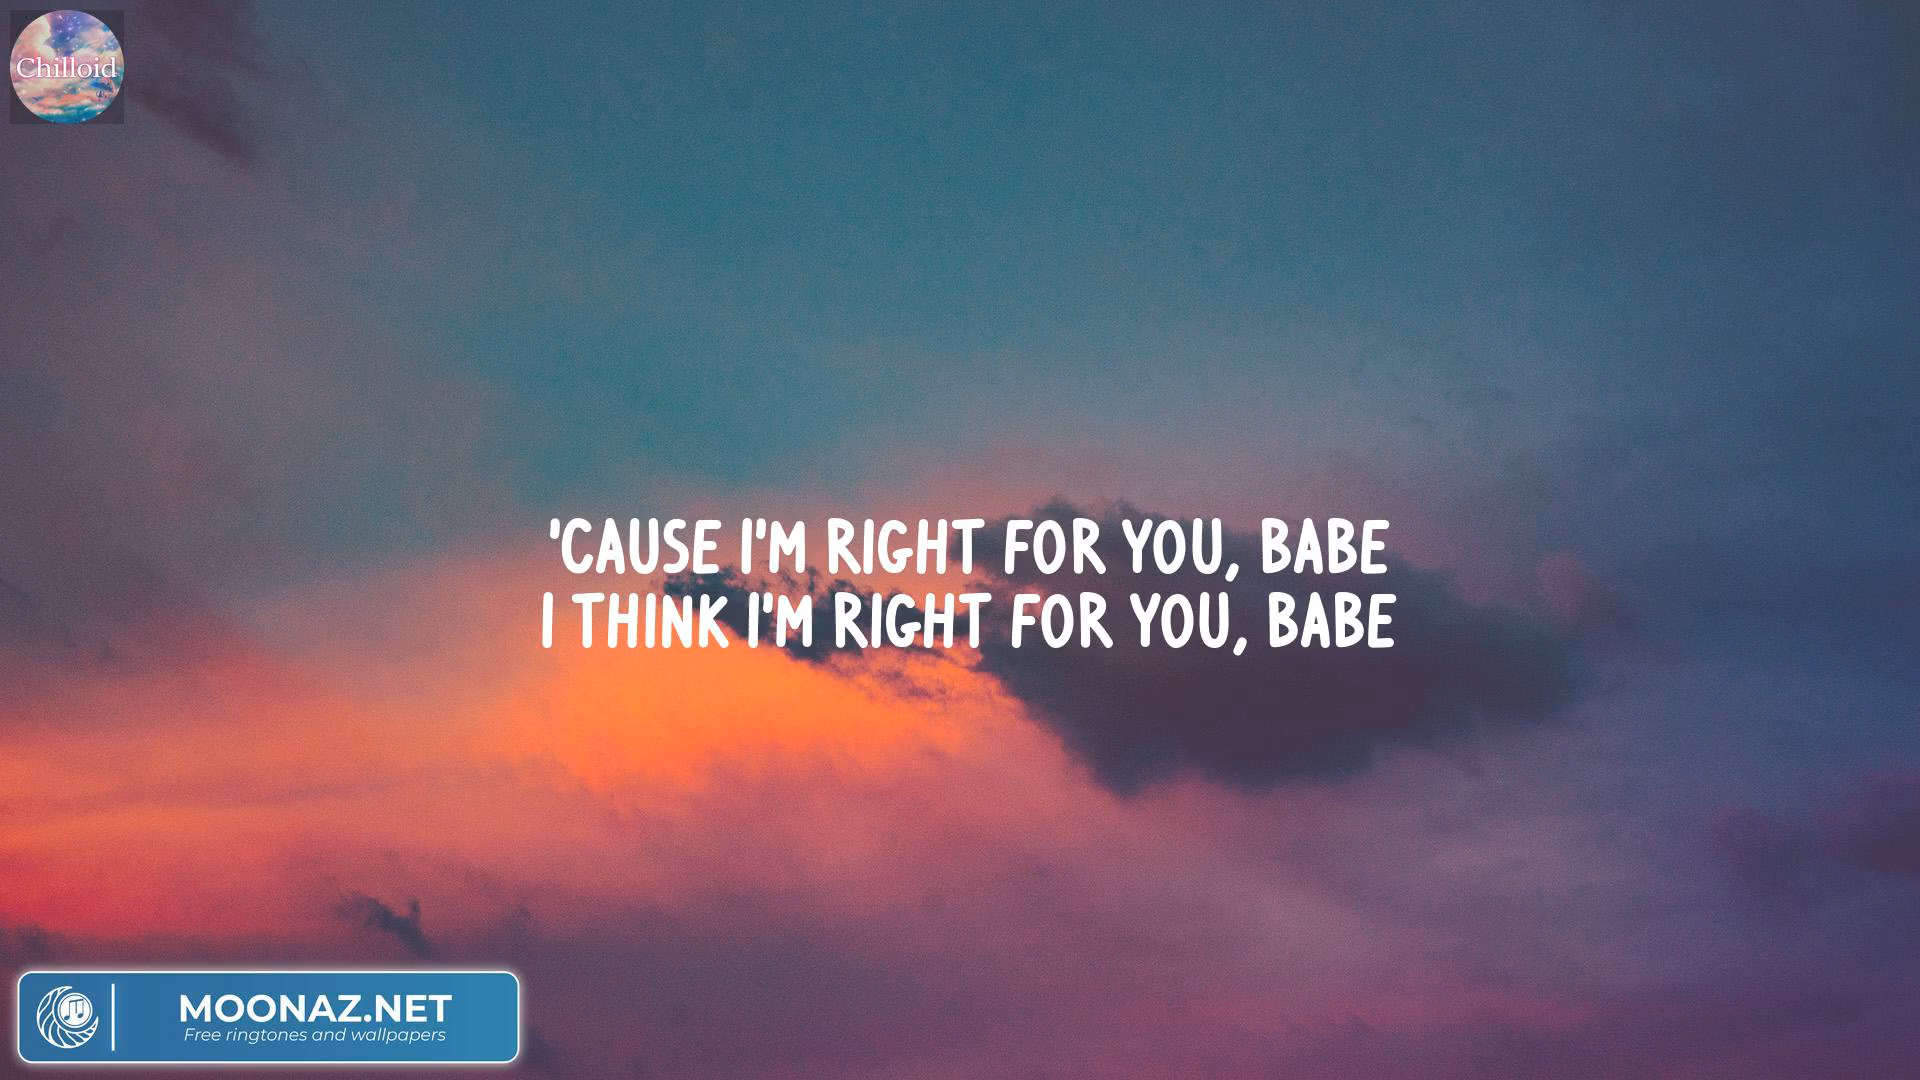 Chilloid
'CAUSE I'M RIGHT FOR YOU, BABE
I THINK I'M RIGHT FOR YOU, BABE
MOONAZ.NET
Free ringtones and wallpapers